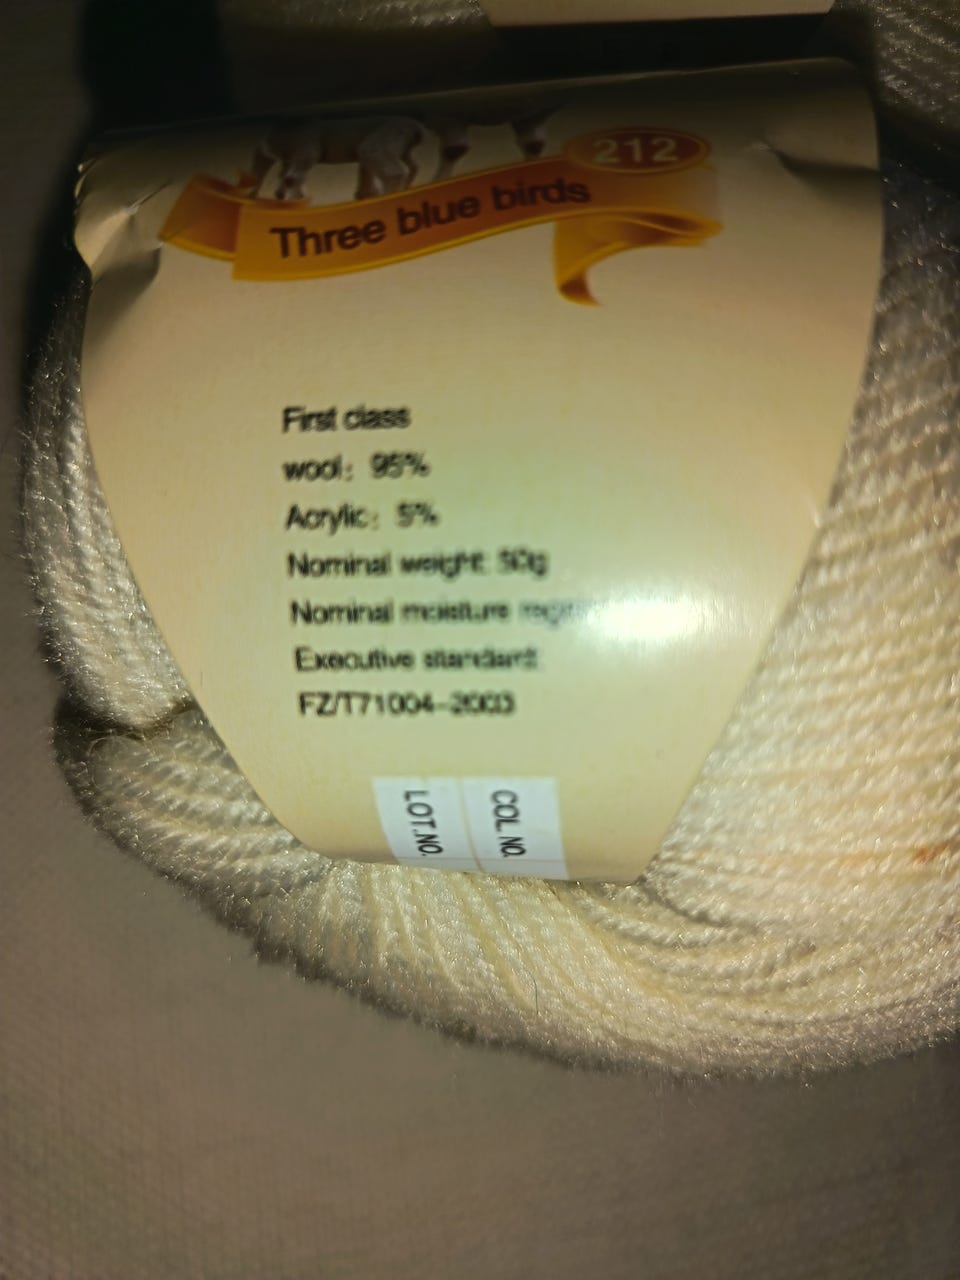 212
Three blue birds
First class
wool: 95%
Acrylic: 5%
Nominal weight: 50g
Nominal moisture
Executive standard:
FZ/T71004-2003
COL.NO.
LOT.NO.